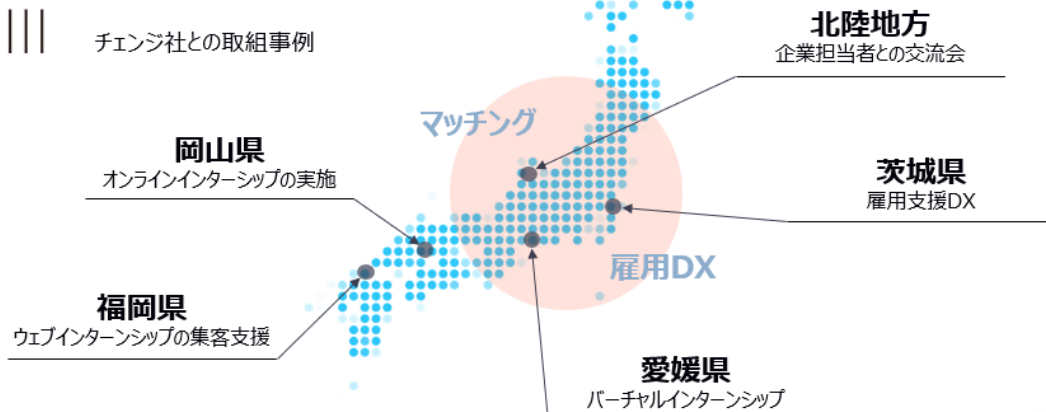 チェンジ社との取組事例
北陸地方
企業担当者との交流会
マッチング
岡山県
オンラインインターシップの実施
茨城県
雇用支援DX
雇用DX
福岡県
ウェブインターンシップの集客支援
愛媛県
バーチャルインターンシップ